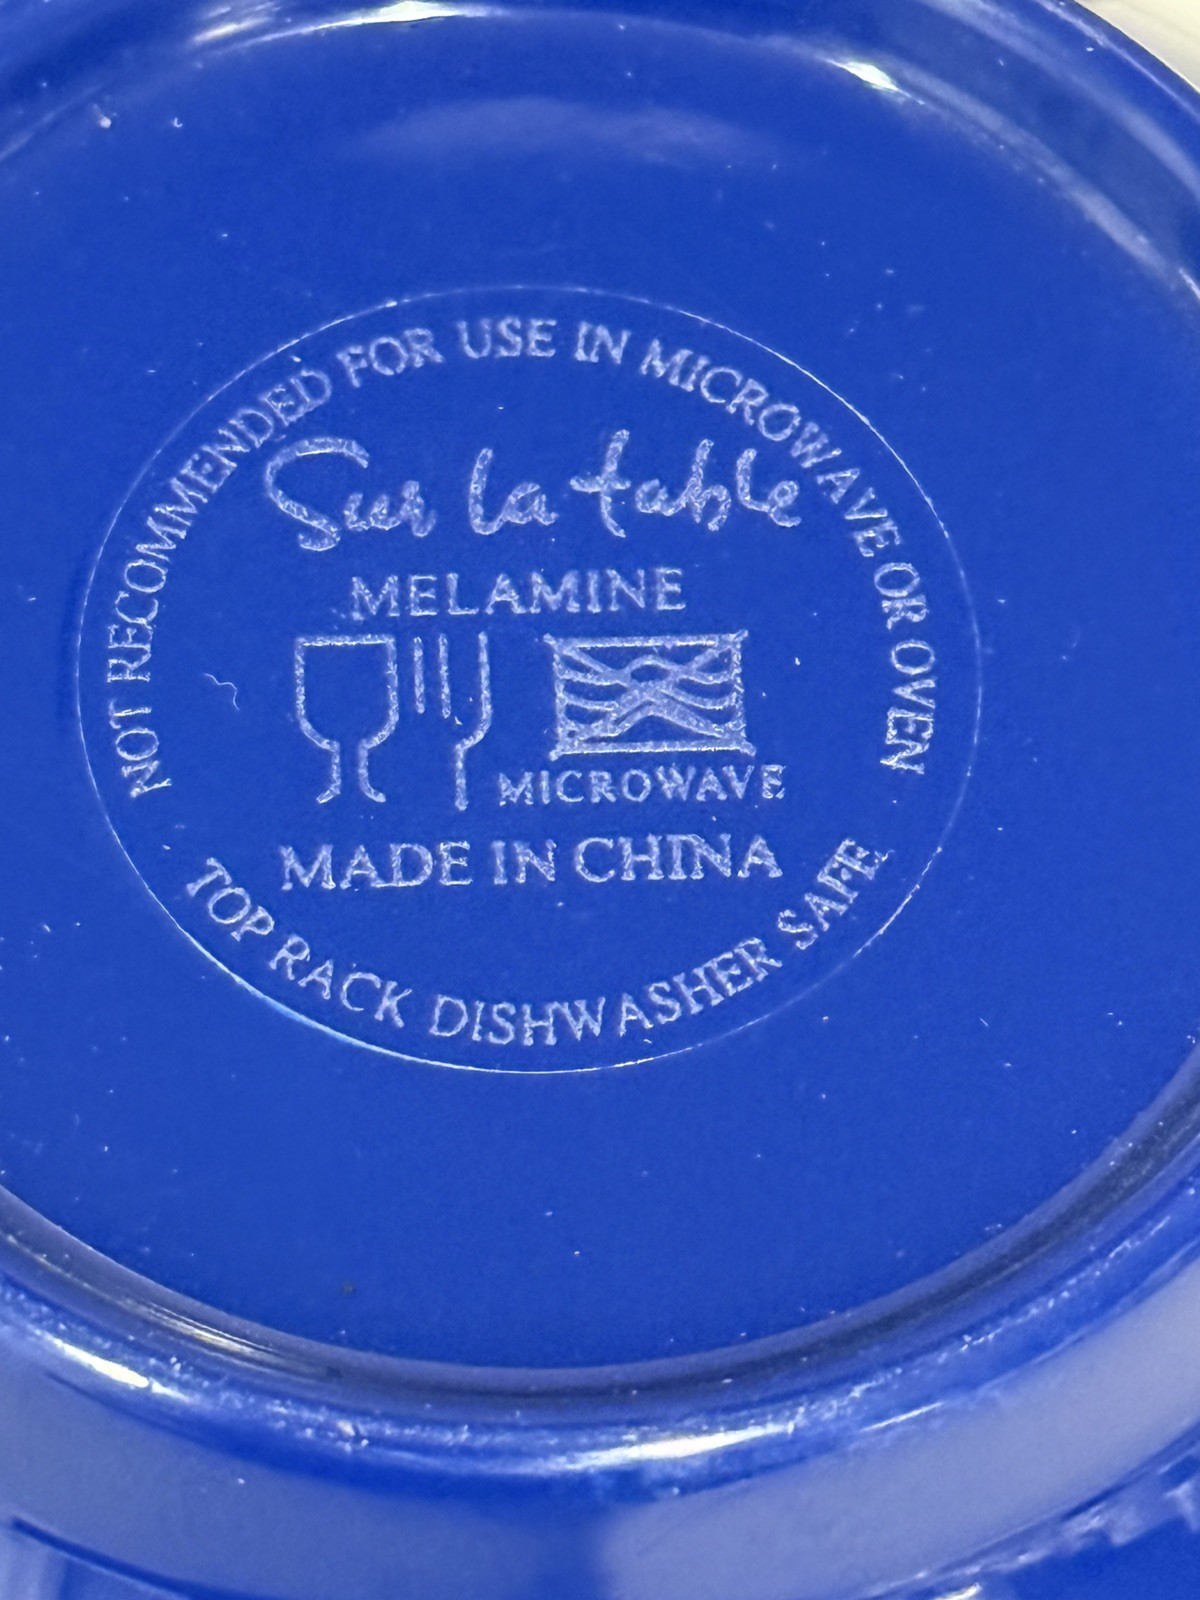 NOT RECOMMENDED FOR USE IN MICROWAVE OR OVEN
Sur la table
MELAMINE
MICROWAVE
MADE IN CHINA
TOP RACK DISHWASHER SAFE